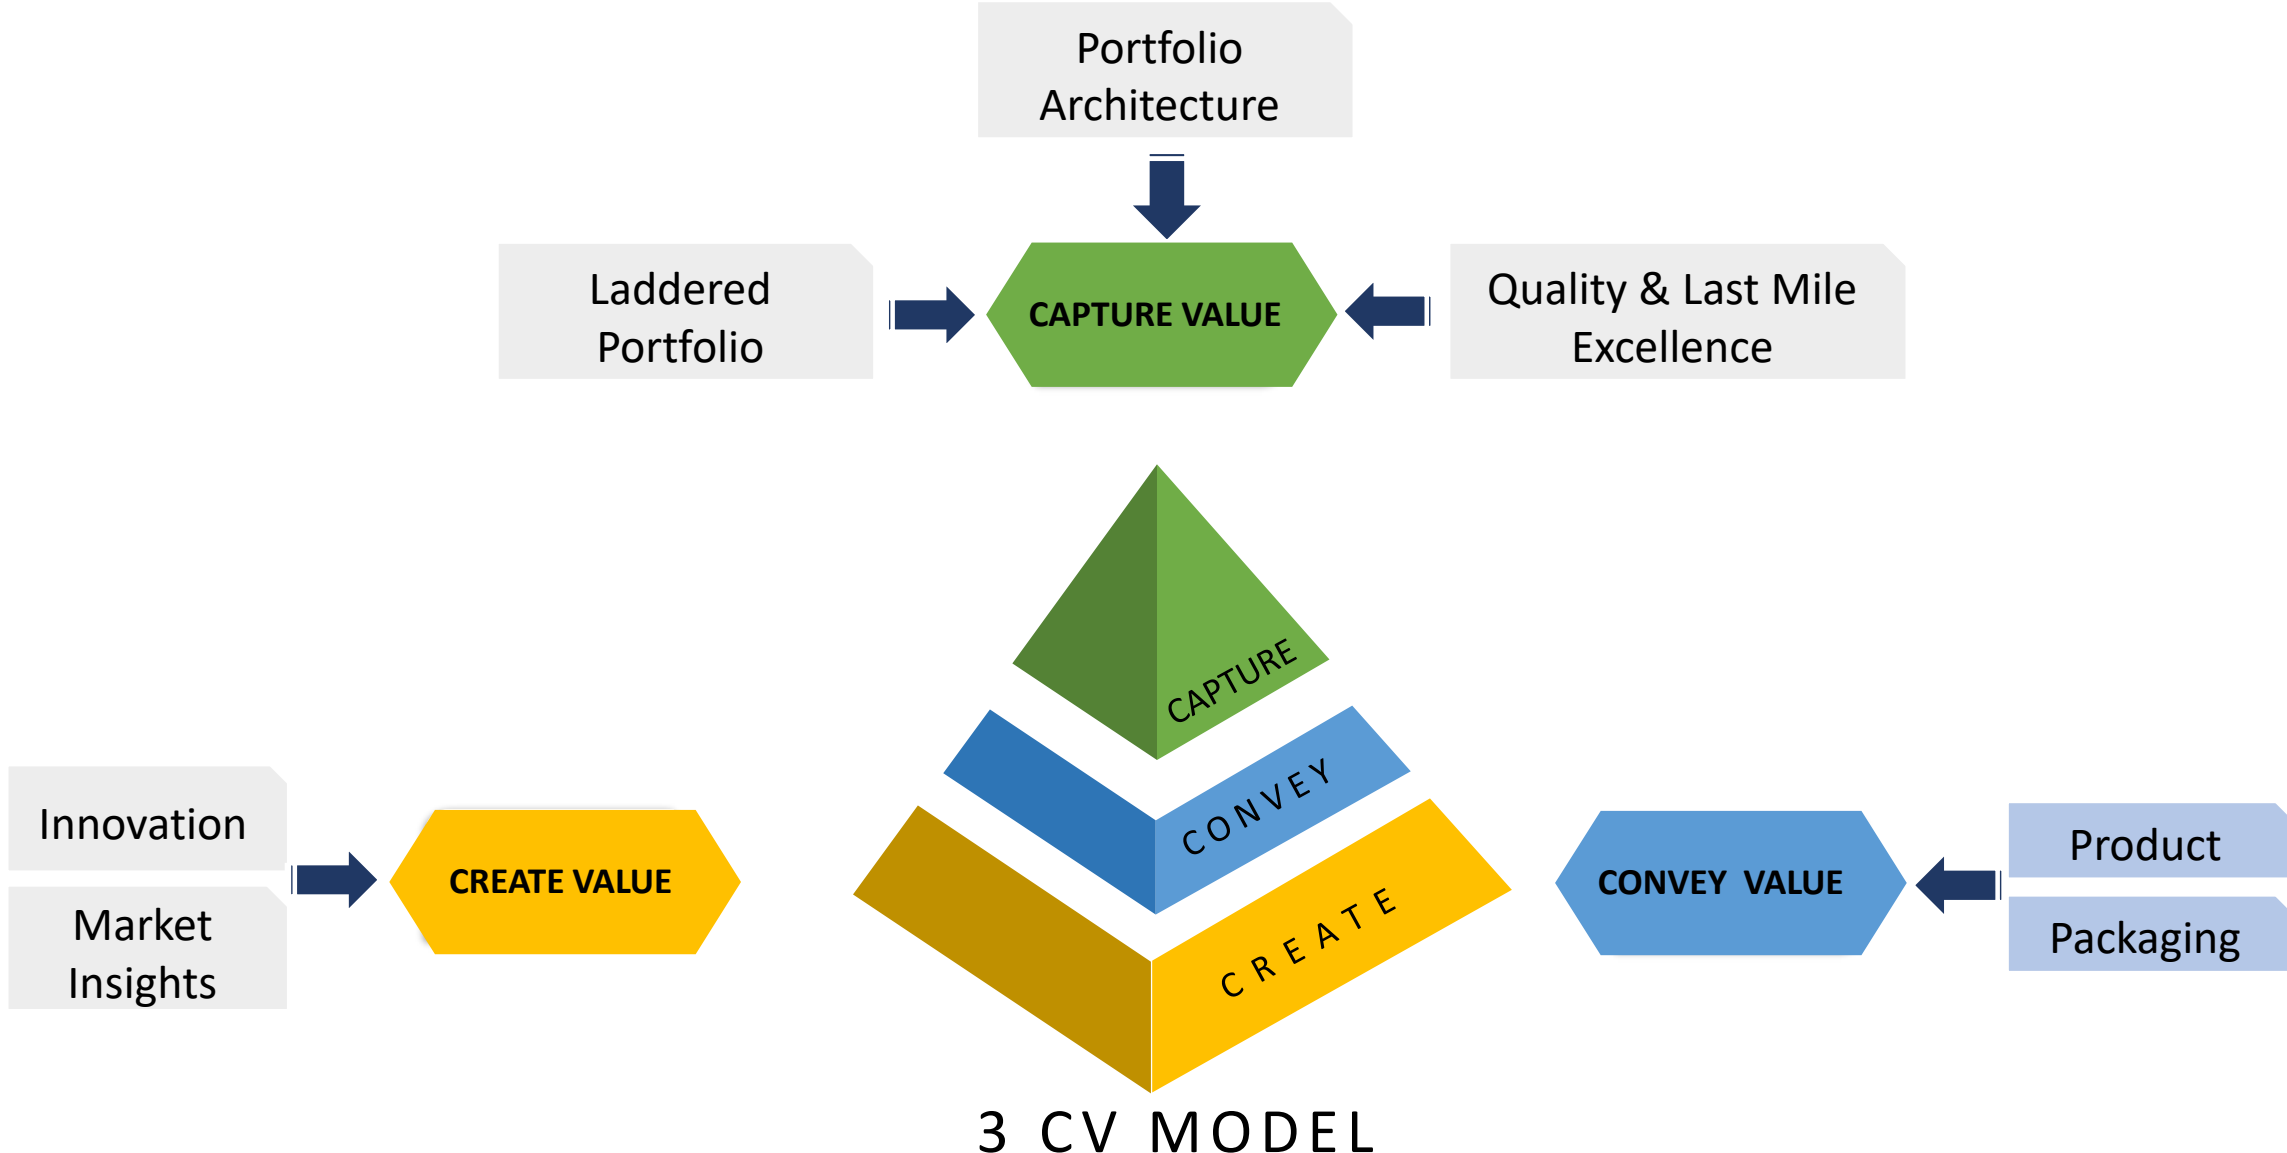 Portfolio
Architecture
Laddered
Portfolio
CAPTURE VALUE
Quality & Last Mile
Excellence
CAPTURE
CONVEY
CREATE
Innovation
Market
Insights
CREATE VALUE
CONVEY VALUE
Product
Packaging
3 CV MODEL